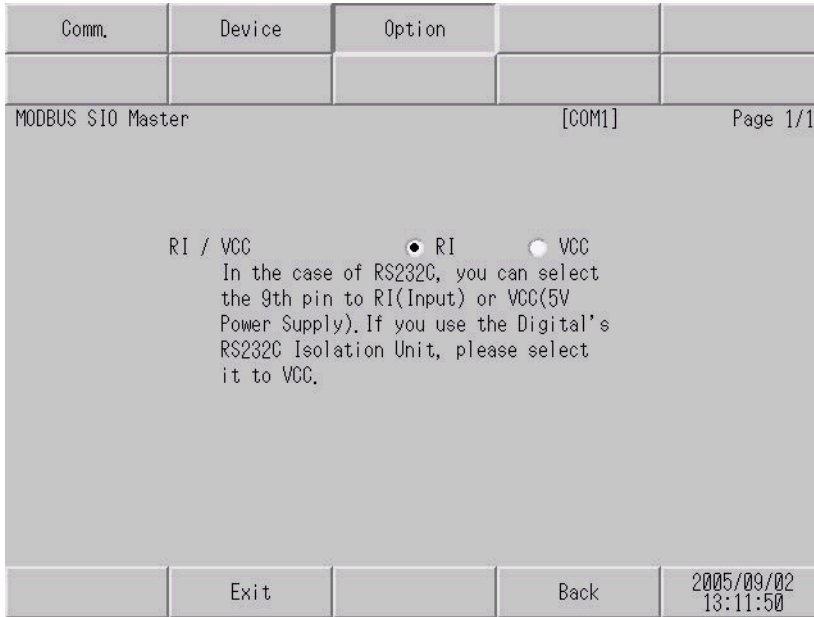 Comm. Device Option
MODBUS SIO Master [COM1] Page 1/1
RI / VCC RI VCC
In the case of RS232C, you can select
the 9th pin to RI(Input) or VCC(5V
Power Supply).If you use the Digital's
RS232C Isolation Unit, please select
it to VCC.
Exit Back 2005/09/02
13:11:50